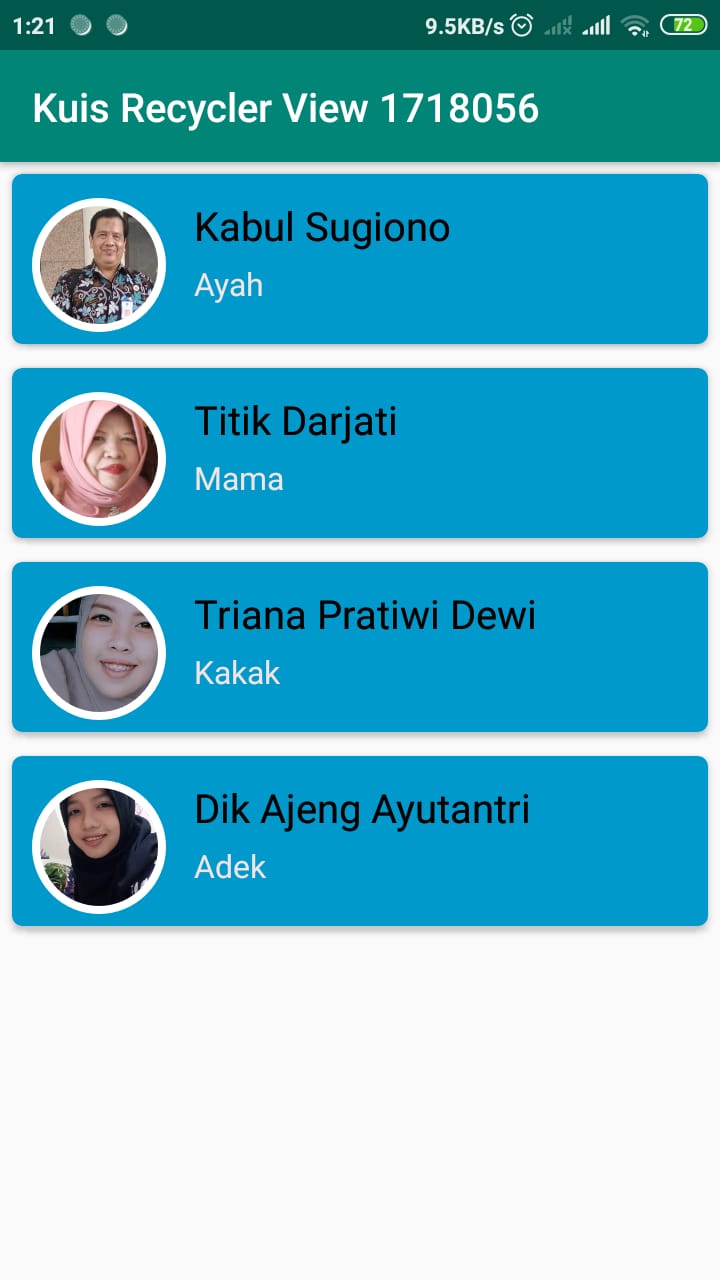 1:21 9.5KB/s 72
Kuis Recycler View 1718056
Kabul Sugiono
Ayah
Titik Darjati
Mama
Triana Pratiwi Dewi
Kakak
Dik Ajeng Ayutantri
Adek